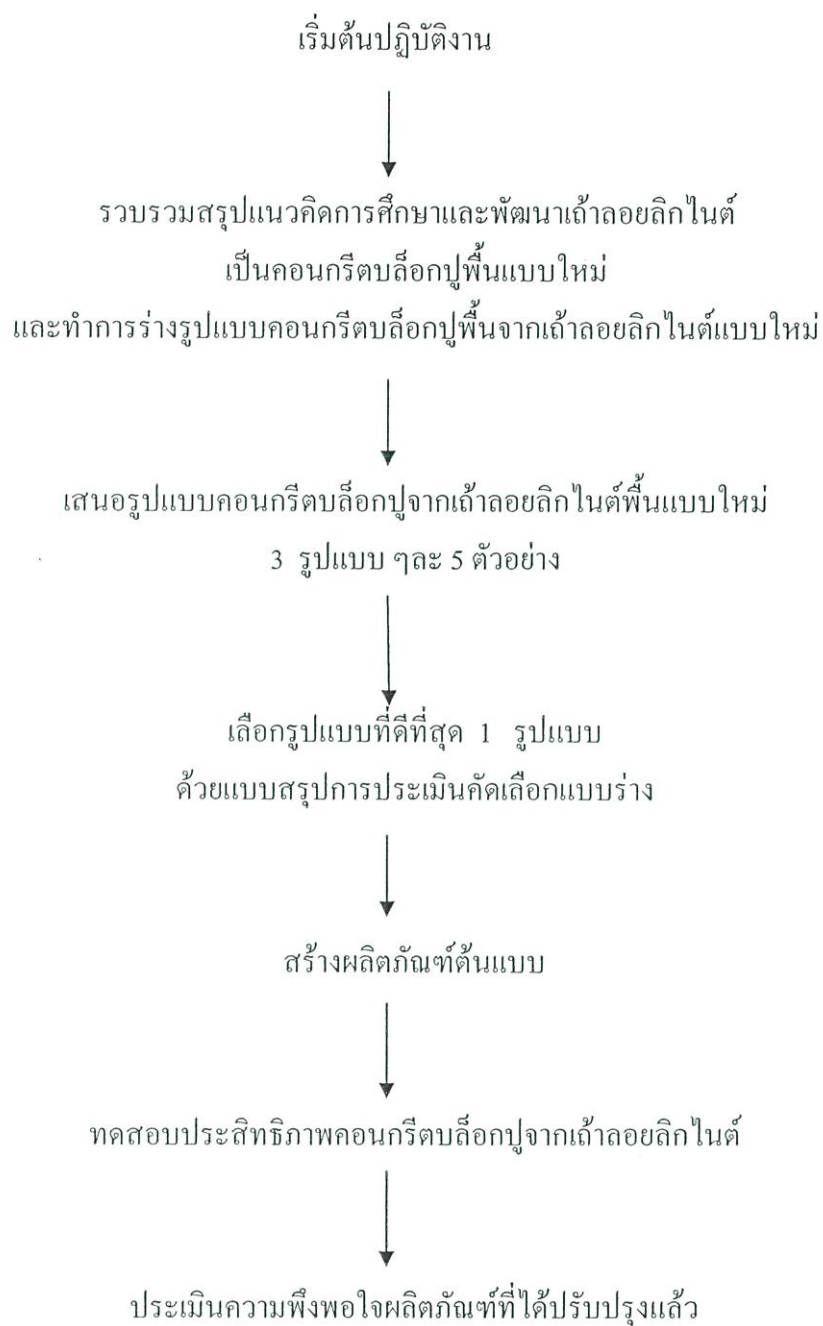 เริ่มต้นปฏิบัติงาน
รวบรวมสรุปแนวคิดการศึกษาและพัฒนาเถ้าลอยลิกไนต์
เป็นคอนกรีตบล็อกปูพื้นแบบใหม่
และทำการร่างรูปแบบคอนกรีตบล็อกปูพื้นจากเถ้าลอยลิกไนต์แบบใหม่
เสนอรูปแบบคอนกรีตบล็อกปูจากเถ้าลอยลิกไนต์พื้นแบบใหม่
3 รูปแบบ ๆละ 5 ตัวอย่าง
เลือกรูปแบบที่ดีที่สุด 1 รูปแบบ
ด้วยแบบสรุปการประเมินคัดเลือกแบบร่าง
สร้างผลิตภัณฑ์ต้นแบบ
ทดสอบประสิทธิภาพคอนกรีตบล็อกปูจากเถ้าลอยลิกไนต์
ประเมินความพึงพอใจผลิตภัณฑ์ที่ได้ปรับปรุงแล้ว